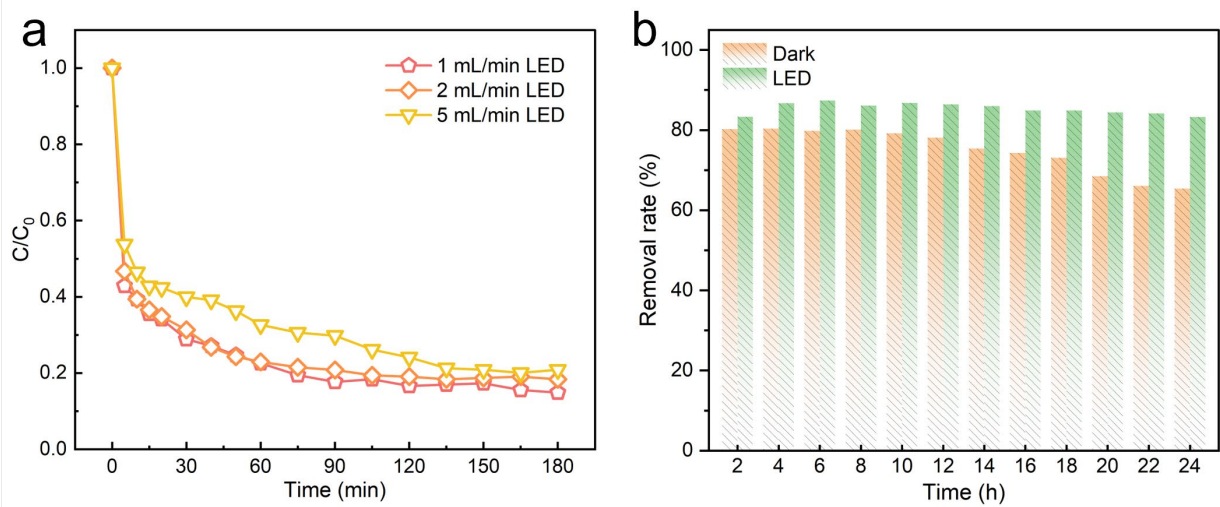 a
1 mL/min LED
2 mL/min LED
5 mL/min LED
C/C0
1.0
0.8
0.6
0.4
0.2
0.0
0 30 60 90 120 150 180
Time (min)
b
Dark
LED
Removal rate (%)
100
80
60
40
20
0
2 4 6 8 10 12 14 16 18 20 22 24
Time (h)